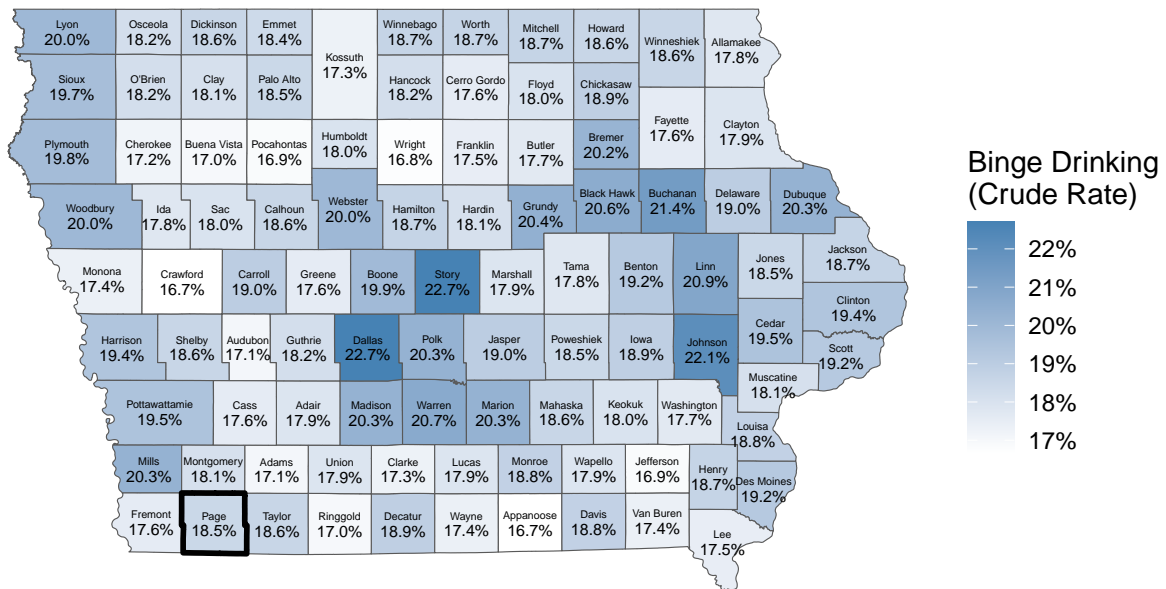 Lyon
20.0%
Osceola
18.2%
Dickinson
18.6%
Emmet
18.4%
Kossuth
17.3%
Winnebago
18.7%
Worth
18.7%
Mitchell
18.7%
Howard
18.6%
Winneshiek
18.6%
Allamakee
17.8%
Sioux
19.7%
O'Brien
18.2%
Clay
18.1%
Palo Alto
18.5%
Hancock
18.2%
Cerro Gordo
17.6%
Floyd
18.0%
Chickasaw
18.9%
Fayette
17.6%
Clayton
17.9%
Plymouth
19.8%
Cherokee
17.2%
Buena Vista
17.0%
Pocahontas
16.9%
Humboldt
18.0%
Wright
16.8%
Franklin
17.5%
Butler
17.7%
Bremer
20.2%
Woodbury
20.0%
Ida
17.8%
Sac
18.0%
Calhoun
18.6%
Webster
20.0%
Hamilton
18.7%
Hardin
18.1%
Grundy
20.4%
Black Hawk
20.6%
Buchanan
21.4%
Delaware
19.0%
Dubuque
20.3%
Monona
17.4%
Crawford
16.7%
Carroll
19.0%
Greene
17.6%
Boone
19.9%
Story
22.7%
Marshall
17.9%
Tama
17.8%
Benton
19.2%
Linn
20.9%
Jones
18.5%
Jackson
18.7%
Clinton
19.4%
Harrison
19.4%
Shelby
18.6%
Audubon
17.1%
Guthrie
18.2%
Dallas
22.7%
Polk
20.3%
Jasper
19.0%
Poweshiek
18.5%
Iowa
18.9%
Johnson
22.1%
Cedar
19.5%
Scott
19.2%
Muscatine
18.1%
Pottawattamie
19.5%
Cass
17.6%
Adair
17.9%
Madison
20.3%
Warren
20.7%
Marion
20.3%
Mahaska
18.6%
Keokuk
18.0%
Washington
17.7%
Louisa
18.8%
Mills
20.3%
Montgomery
18.1%
Adams
17.1%
Union
17.9%
Clarke
17.3%
Lucas
17.9%
Monroe
18.8%
Wapello
17.9%
Jefferson
16.9%
Henry
18.7%
Des Moines
19.2%
Fremont
17.6%
Page
18.5%
Taylor
18.6%
Ringgold
17.0%
Decatur
18.9%
Wayne
17.4%
Appanoose
16.7%
Davis
18.8%
Van Buren
17.4%
Lee
17.5%
Binge Drinking
(Crude Rate)
22%
21%
20%
19%
18%
17%